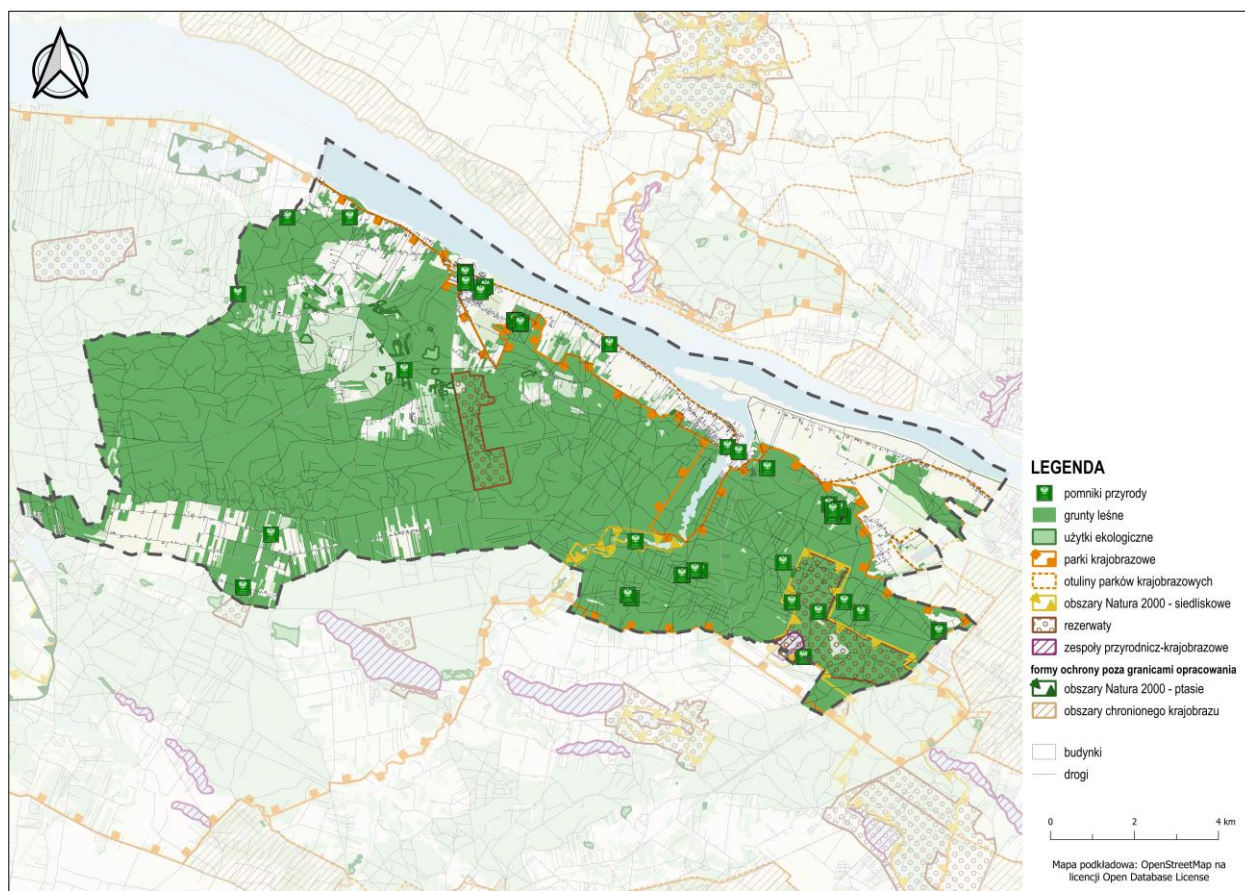 LEGENDA
pomniki przyrody
grunty leśne
użytki ekologiczne
parki krajobrazowe
otuliny parków krajobrazowych
obszary Natura 2000 - siedliskowe
rezerwaty
zespoły przyrodnicz-krajobrazowe
formy ochrony poza granicami opracowania
obszary Natura 2000 - ptasie
obszary chronionego krajobrazu
budynki
drogi
0 2 4 km
Mapa podkładowa: OpenStreetMap na
licencji Open Database License